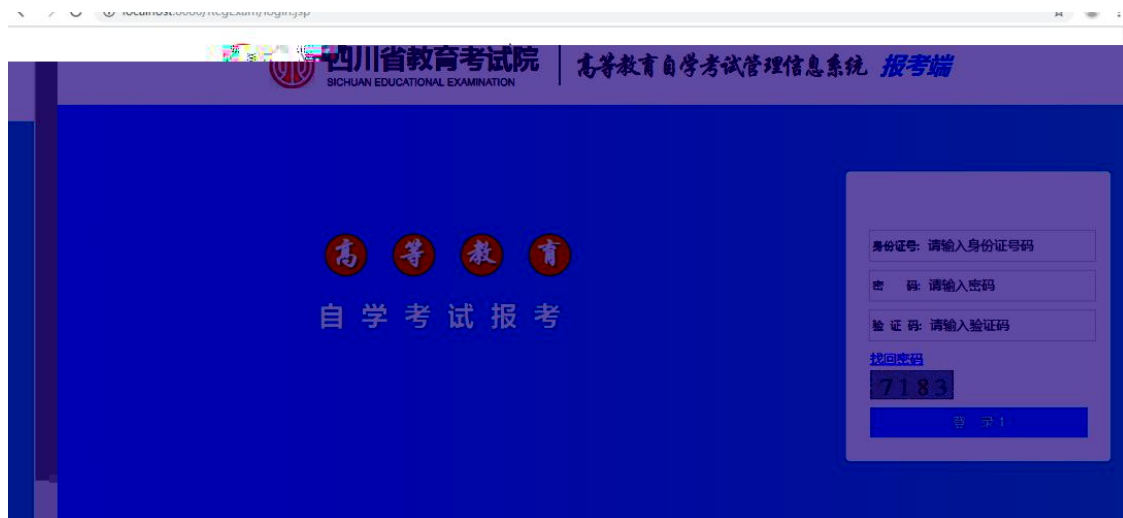 四川省教育考试院
SICHUAN EDUCATIONAL EXAMINATION
高等教育自学考试管理信息系统 报考端
高等教育
自学考试报考
身份证号: 请输入身份证号码
密 码: 请输入密码
验 证 码: 请输入验证码
找回密码
7183
登 录1